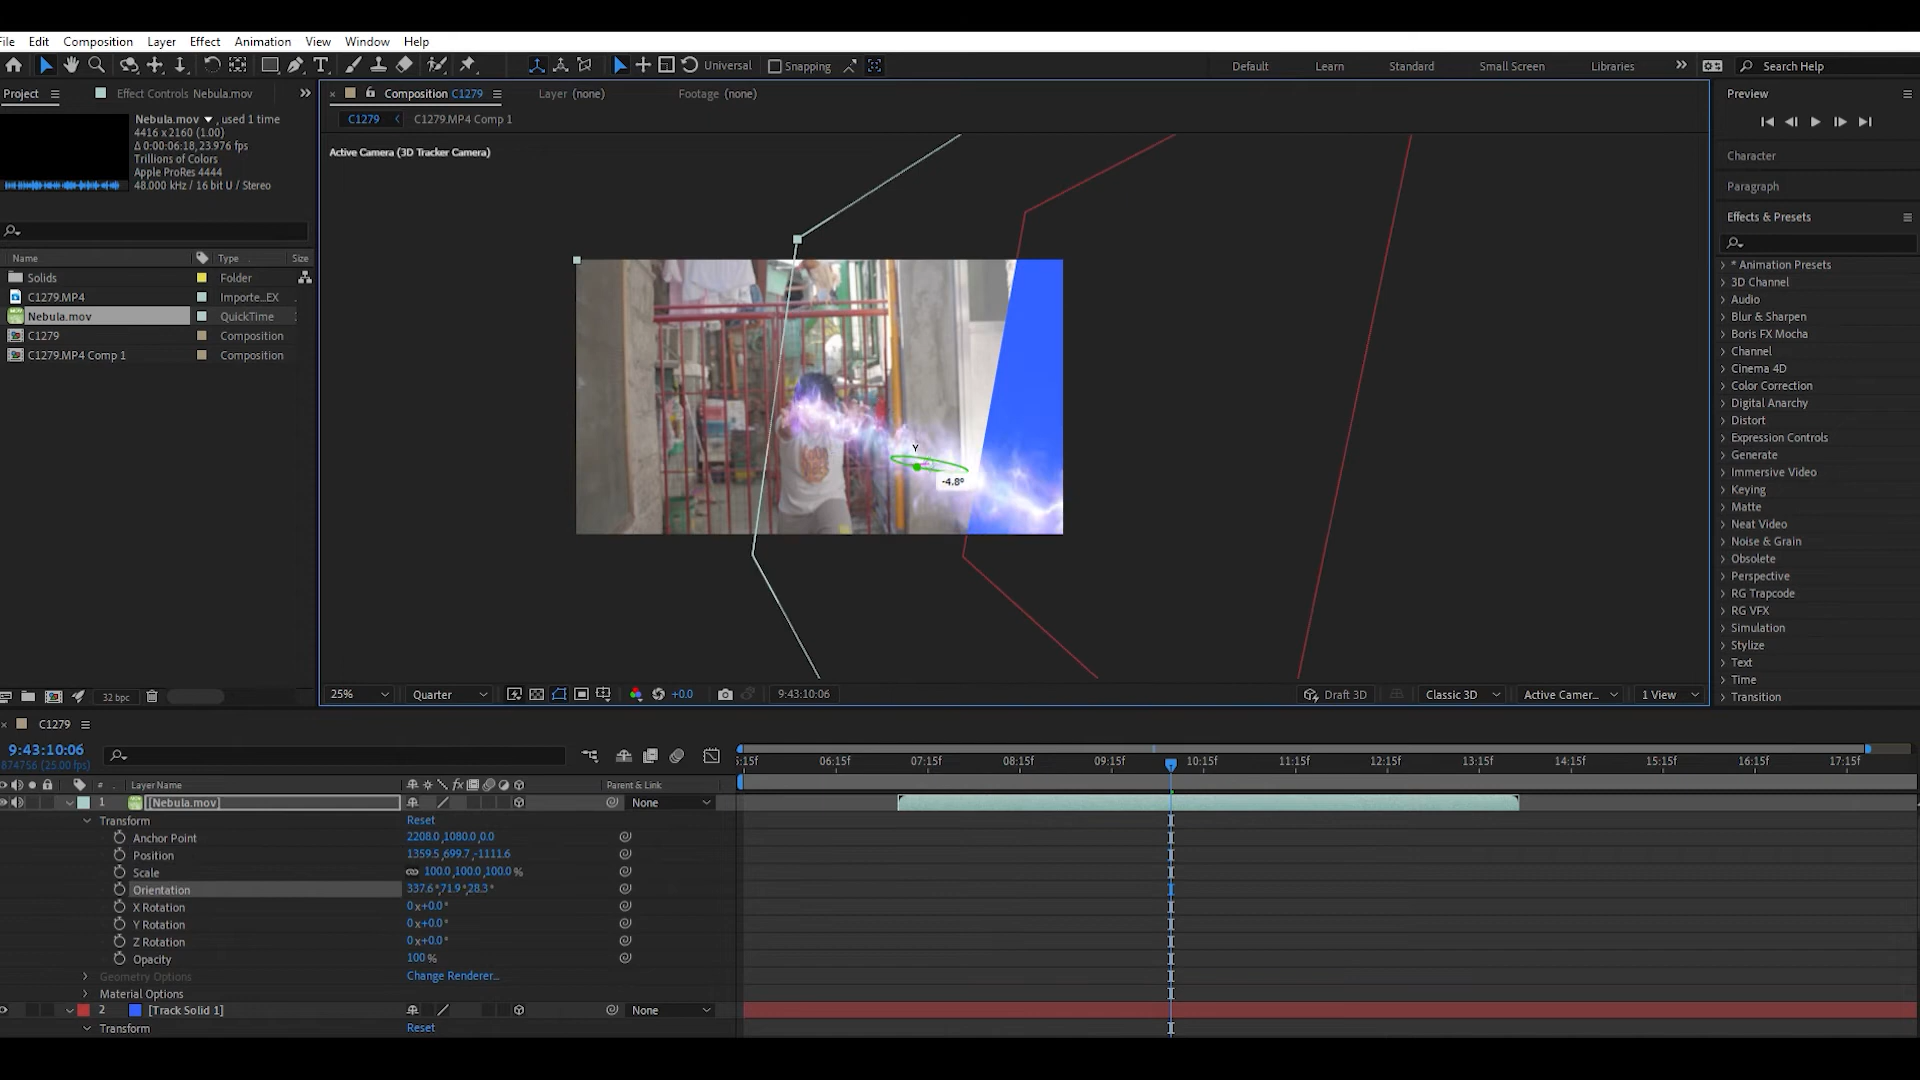 File Edit Composition Layer Effect Animation View Window Help
Universal Snapping Default Learn Standard Small Screen Libraries Search Help
Project Effect Controls Nebula.mov
Composition C1279 Layer (none) Footage (none)
Preview
Nebula.mov , used 1 time
4416 x 2160 (1.00)
Δ 0:00:06:18, 23.976 fps
Trillions of Colors
Apple ProRes 4444
48.000 kHz / 16 bit U / Stereo
C1279 C1279.MP4 Comp 1
Active Camera (3D Tracker Camera)
Character
Paragraph
Effects & Presets
Name Type Size
Solids Folder
C1279.MP4 Importe...EX
Nebula.mov QuickTime
C1279 Composition
C1279.MP4 Comp 1 Composition
* Animation Presets
3D Channel
Audio
Blur & Sharpen
Boris FX Mocha
Channel
Cinema 4D
Color Correction
Digital Anarchy
Distort
Expression Controls
Generate
Immersive Video
Keying
Matte
Neat Video
Noise & Grain
Obsolete
Perspective
RG Trapcode
RG VFX
Simulation
Stylize
Text
Time
Transition
Y
-4.8°
32 bpc
25% Quarter +0.0 9:43:10:06 Draft 3D Classic 3D Active Camer... 1 View
C1279
9:43:10:06
874756 (25.00 fps)
:15f 06:15f 07:15f 08:15f 09:15f 10:15f 11:15f 12:15f 13:15f 14:15f 15:15f 16:15f 17:15f
# Layer Name Parent & Link
1 [Nebula.mov] None
Transform Reset
Anchor Point 2208.0,1080.0,0.0
Position 1359.5,699.7,-1111.6
Scale 100.0,100.0,100.0%
Orientation 337.6°,71.9°,28.3°
X Rotation 0x+0.0°
Y Rotation 0x+0.0°
Z Rotation 0x+0.0°
Opacity 100%
Geometry Options Change Renderer...
Material Options
2 [Track Solid 1] None
Transform Reset